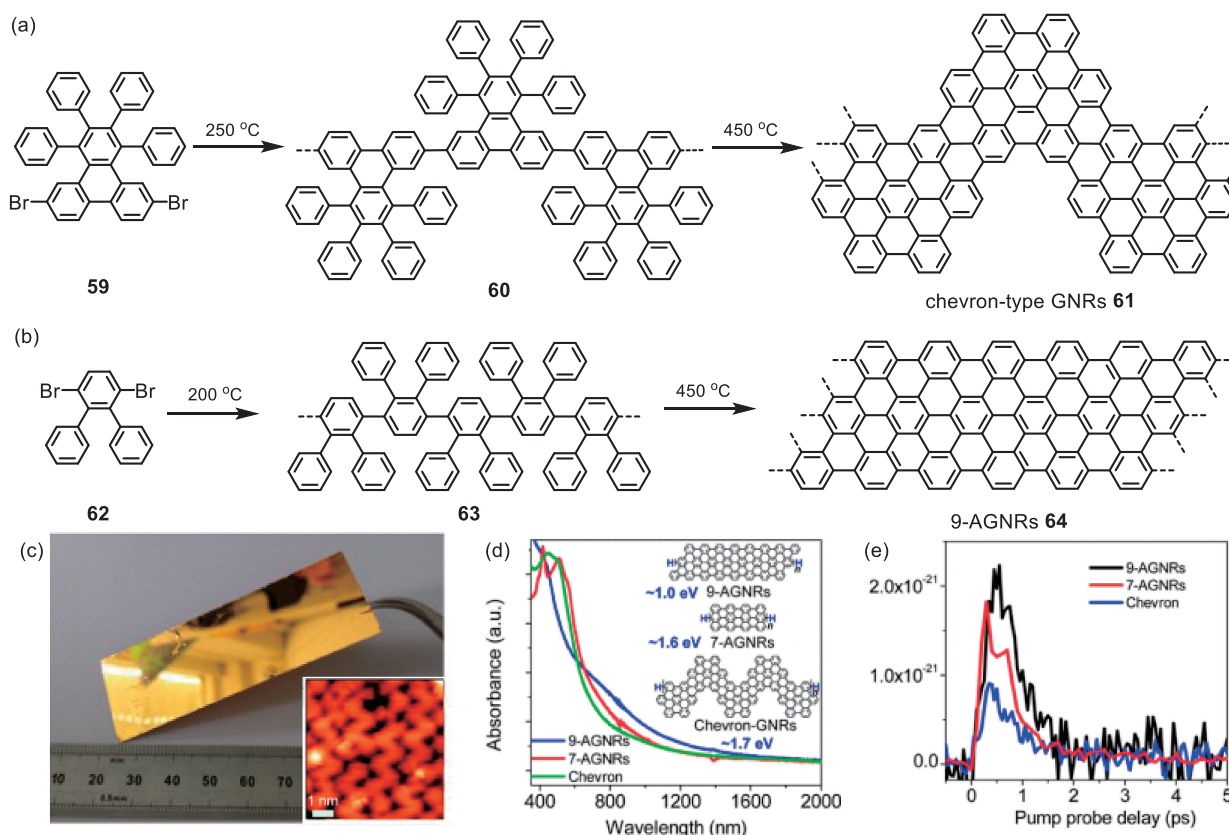 (a)
250 °C
450 °C
Br
Br
59
60
chevron-type GNRs 61
(b)
Br
Br
200 °C
450 °C
62
63
9-AGNRs 64
(c)
10 20 30 40 50 60 70
0.5mm
1 nm
(d)
Absorbance (a.u.)
H
H
n
~1.0 eV
9-AGNRs
H
H
n
~1.6 eV
7-AGNRs
H
H
n
Chevron-GNRs
~1.7 eV
9-AGNRs
7-AGNRs
Chevron
400 800 1200 1600 2000
Wavelength (nm)
(e)
9-AGNRs
7-AGNRs
Chevron
2.0x10-21
1.0x10-21
0.0
0 1 2 3 4 5
Pump probe delay (ps)